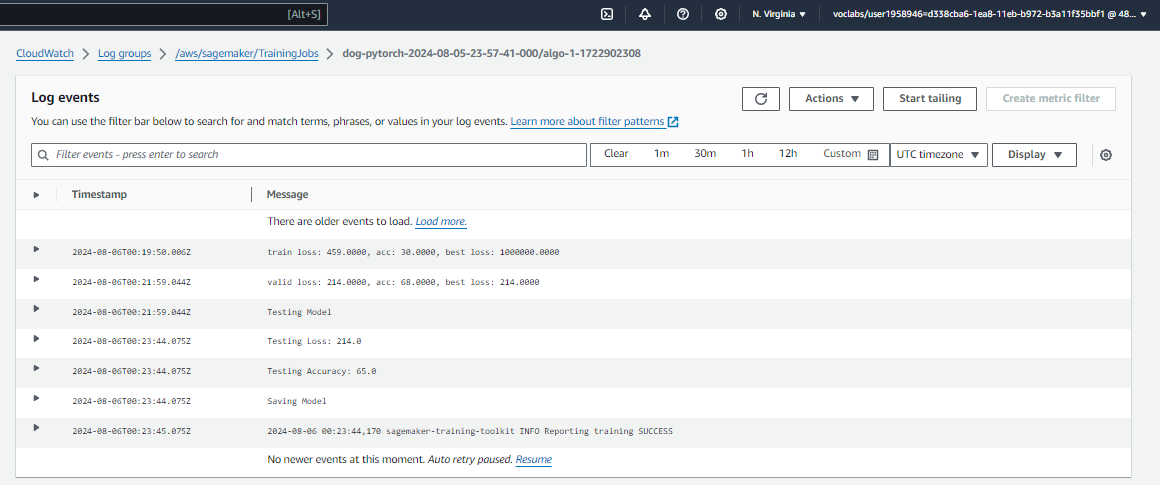 [Alt+S] N. Virginia voclabs/user1958946=d338cba6-1ea8-11eb-b972-b3a11f35bbf1 @ 48...
CloudWatch > Log groups > /aws/sagemaker/TrainingJobs > dog-pytorch-2024-08-05-23-57-41-000/algo-1-1722902308
Log events Actions Start tailing Create metric filter
You can use the filter bar below to search for and match terms, phrases, or values in your log events. Learn more about filter patterns
Filter events - press enter to search Clear 1m 30m 1h 12h Custom UTC timezone Display
Timestamp Message
There are older events to load. Load more.
2024-08-06T00:19:50.006Z train loss: 459.0000, acc: 30.0000, best loss: 1000000.0000
2024-08-06T00:21:59.044Z valid loss: 214.0000, acc: 68.0000, best loss: 214.0000
2024-08-06T00:21:59.044Z Testing Model
2024-08-06T00:23:44.075Z Testing Loss: 214.0
2024-08-06T00:23:44.075Z Testing Accuracy: 65.0
2024-08-06T00:23:44.075Z Saving Model
2024-08-06T00:23:45.075Z 2024-08-06 00:23:44,170 sagemaker-training-toolkit INFO Reporting training SUCCESS
No newer events at this moment. Auto retry paused. Resume